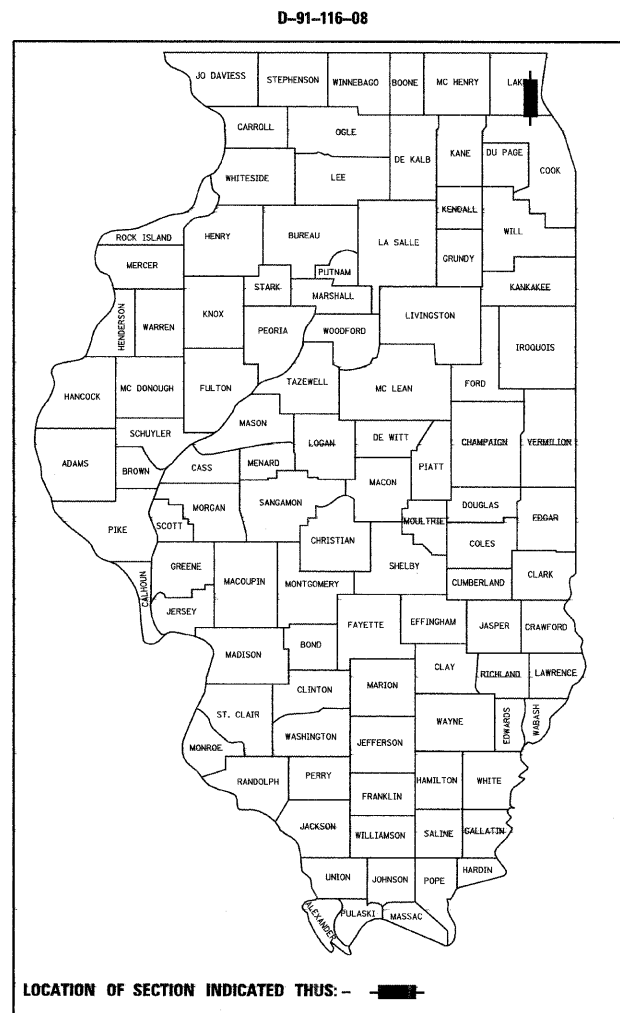 D-91-116-08
JO DAVIESS STEPHENSON WINNEBAGO BOONE MC HENRY LAK
CARROLL OGLE
DE KALB KANE DU PAGE COOK
WHITESIDE LEE
KENDALL
ROCK ISLAND HENRY BUREAU LA SALLE WILL
MERCER PUTNAM GRUNDY
STARK MARSHALL KANKAKEE
HENDERSON WARREN KNOX PEORIA WOODFORD LIVINGSTON IROQUOIS
HANCOCK MC DONOUGH FULTON TAZEWELL MC LEAN FORD
MASON
SCHUYLER LOGAN DE WITT CHAMPAIGN VERMILION
ADAMS BROWN CASS MENARD PIATT
MACON
PIKE SCOTT MORGAN SANGAMON MOULTRIE DOUGLAS EDGAR
CHRISTIAN COLES
CALHOUN GREENE MACOUPIN MONTGOMERY SHELBY CUMBERLAND CLARK
JERSEY
FAYETTE EFFINGHAM JASPER CRAWFORD
MADISON BOND
CLAY RICHLAND LAWRENCE
CLINTON MARION
ST. CLAIR WAYNE EDWARDS WABASH
MONROE WASHINGTON JEFFERSON
RANDOLPH PERRY HAMILTON WHITE
FRANKLIN
JACKSON WILLIAMSON SALINE GALLATIN
UNION JOHNSON POPE HARDIN
ALEXANDER PULASKI MASSAC
LOCATION OF SECTION INDICATED THUS: -